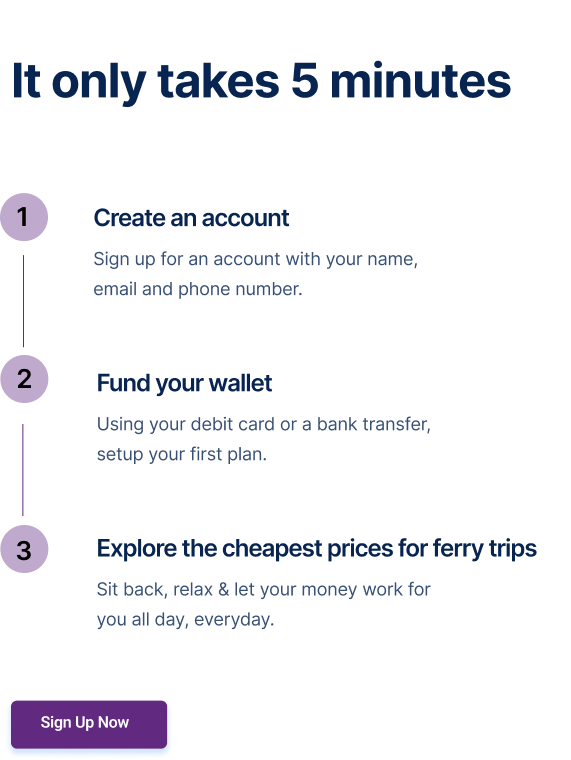 It only takes 5 minutes
1
Create an account
Sign up for an account with your name,
email and phone number.
2
Fund your wallet
Using your debit card or a bank transfer,
setup your first plan.
3
Explore the cheapest prices for ferry trips
Sit back, relax & let your money work for
you all day, everyday.
Sign Up Now